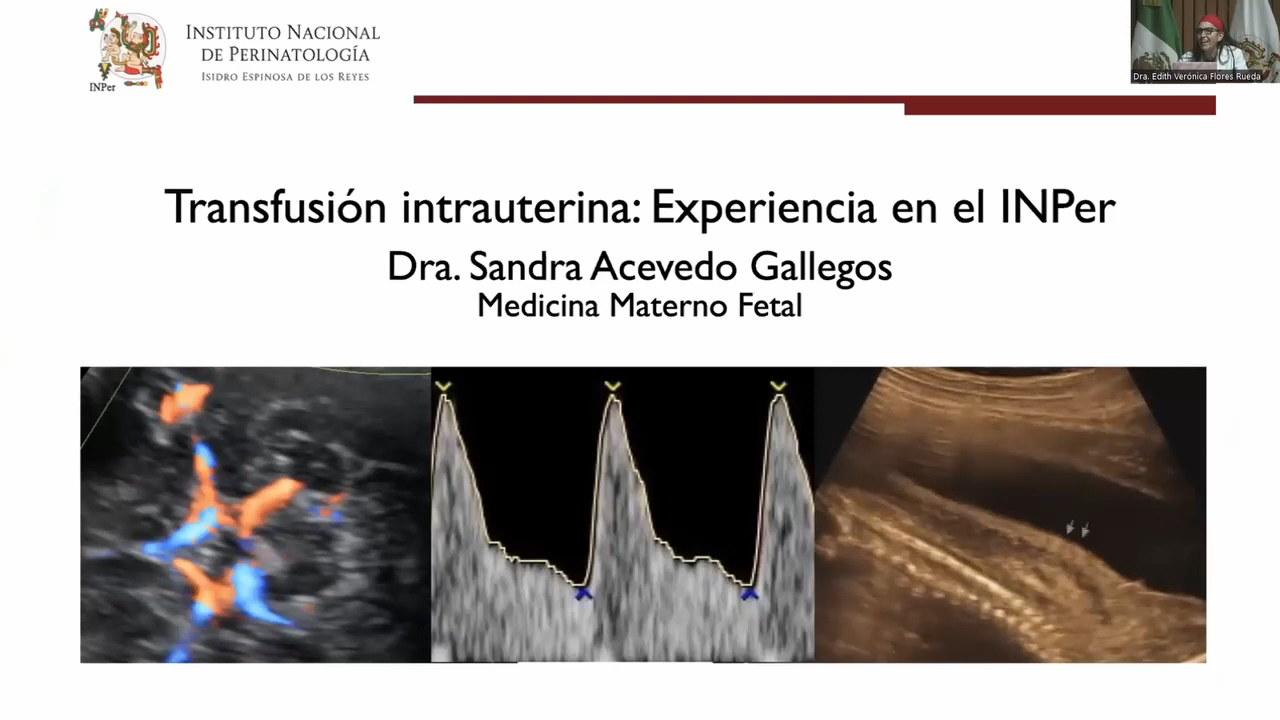 INSTITUTO NACIONAL
DE PERINATOLOGÍA
ISIDRO ESPINOSA DE LOS REYES
INPer
Dra. Edith Verónica Flores Rueda
Transfusión intrauterina: Experiencia en el INPer
Dra. Sandra Acevedo Gallegos
Medicina Materno Fetal